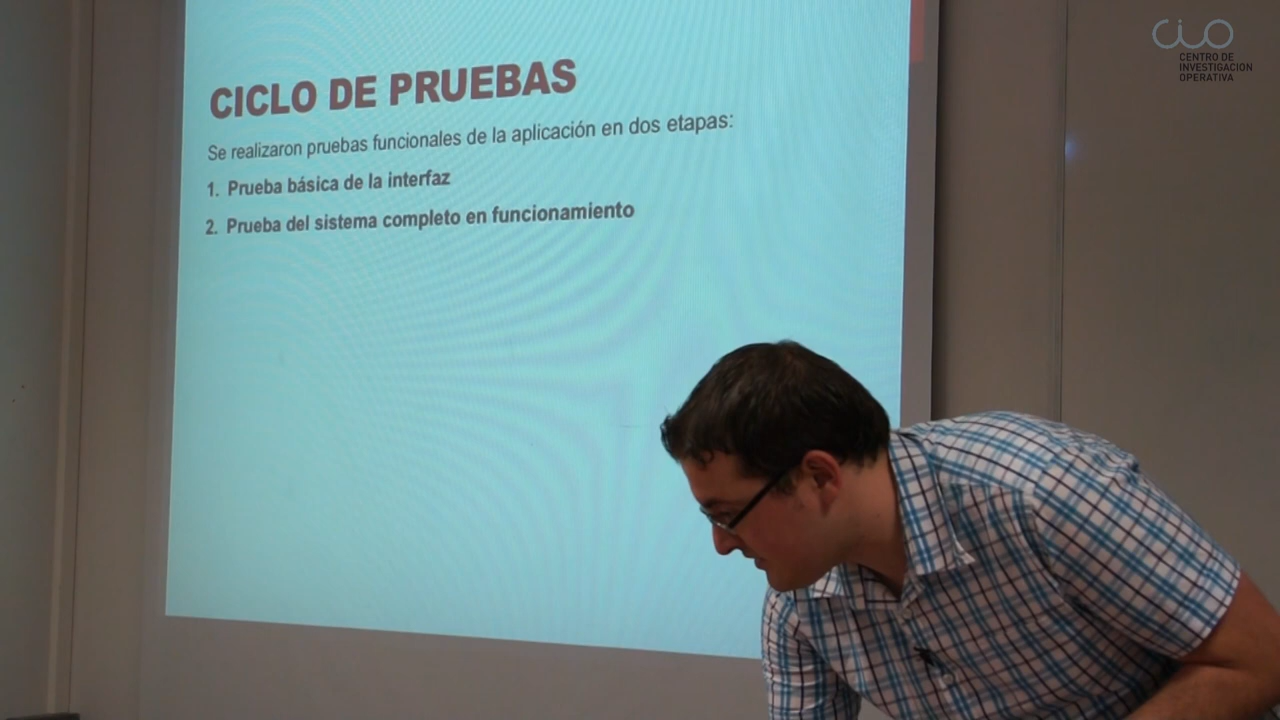 CICLO DE PRUEBAS
Se realizaron pruebas funcionales de la aplicación en dos etapas:
1. Prueba básica de la interfaz
2. Prueba del sistema completo en funcionamiento
CIO
CENTRO DE
INVESTIGACION
OPERATIVA